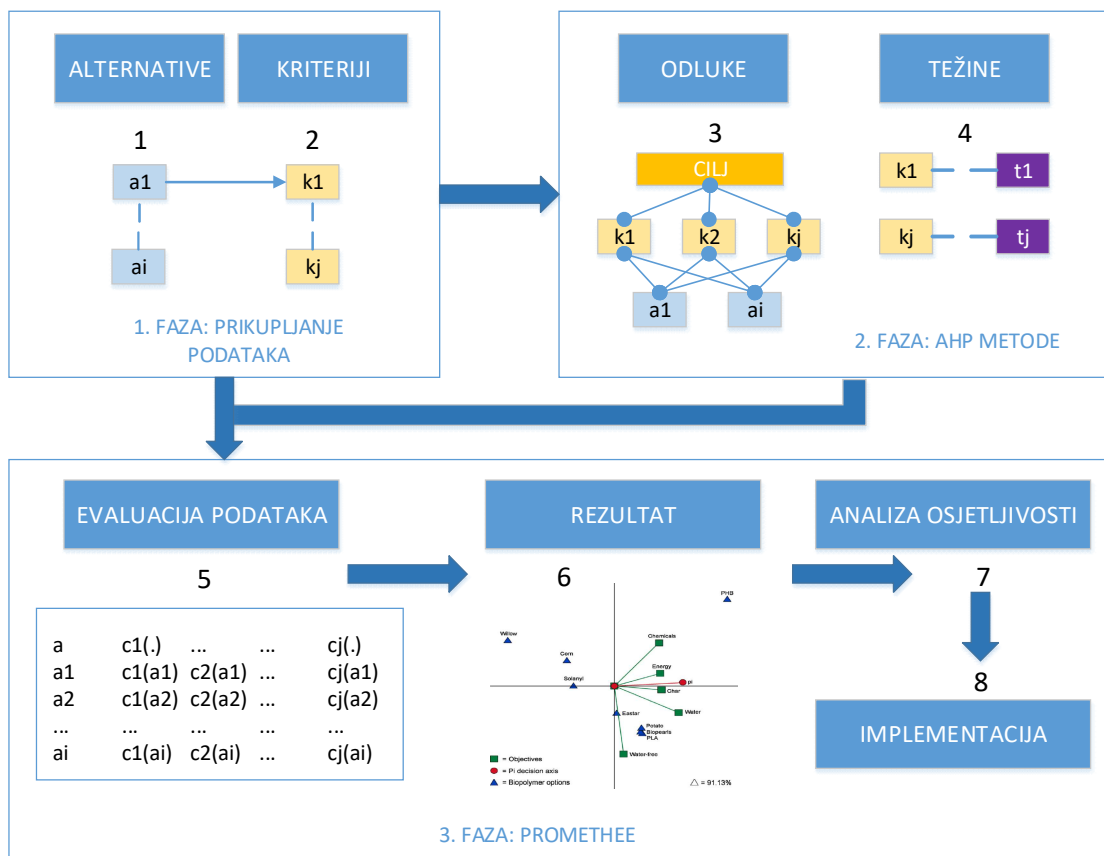 ALTERNATIVE
KRITERIJI
1
2
a1
k1
ai
kj
1. FAZA: PRIKUPLJANJE
PODATAKA
ODLUKE
TEŽINE
3
4
CILJ
k1
k2
kj
a1
ai
k1
t1
kj
tj
2. FAZA: AHP METODE
EVALUACIJA PODATAKA
REZULTAT
ANALIZA OSJETLJIVOSTI
5
6
7
a c1(.) ... ... cj(.)
a1 c1(a1) c2(a1) ... cj(a1)
a2 c1(a2) c2(a2) ... cj(a2)
... ... ... ... ...
ai c1(ai) c2(ai) ... cj(ai)
PHB
Willow
Chemicals
Corn
Energy
Solanyl
pi
Char
Eastar
Water
Potato
Biopearls
PLA
Water-free
= Objectives
= Pi decision axis
= Biopolymer options
△ = 91.13%
8
IMPLEMENTACIJA
3. FAZA: PROMETHEE